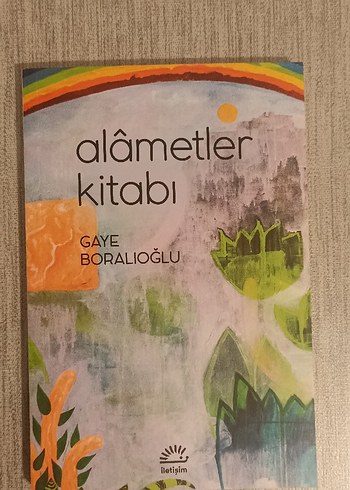 alâmetler
kitabı
GAYE
BORALIOĞLU
iletişim